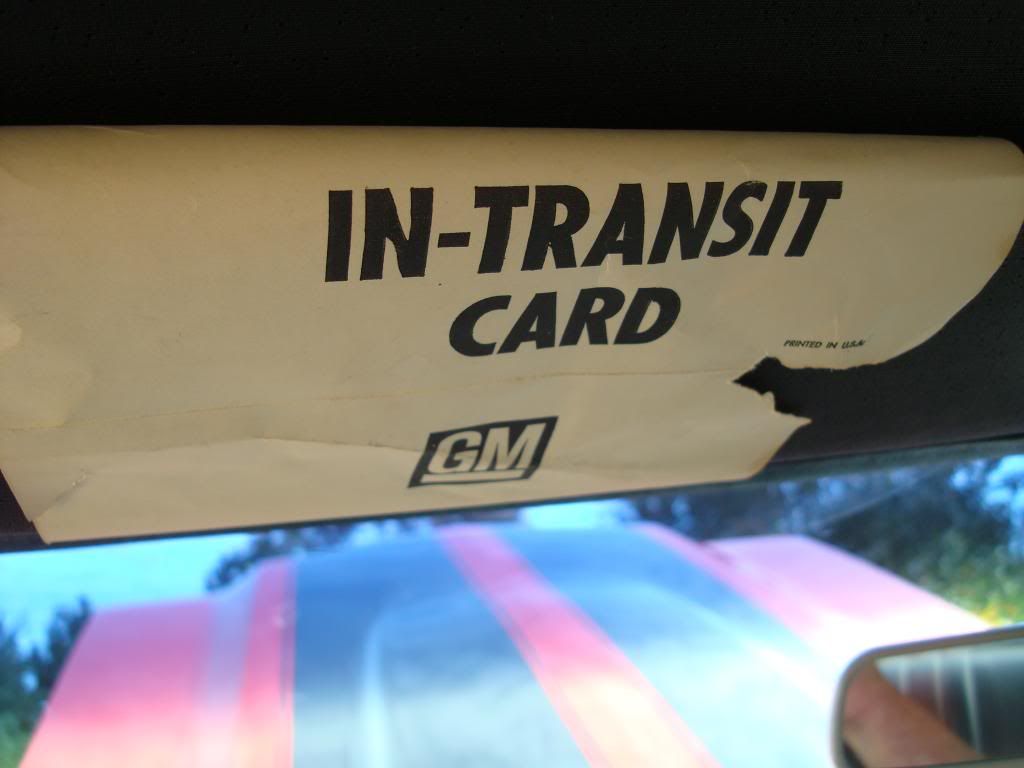 IN-TRANSIT
CARD
PRINTED IN U.S.A.
GM